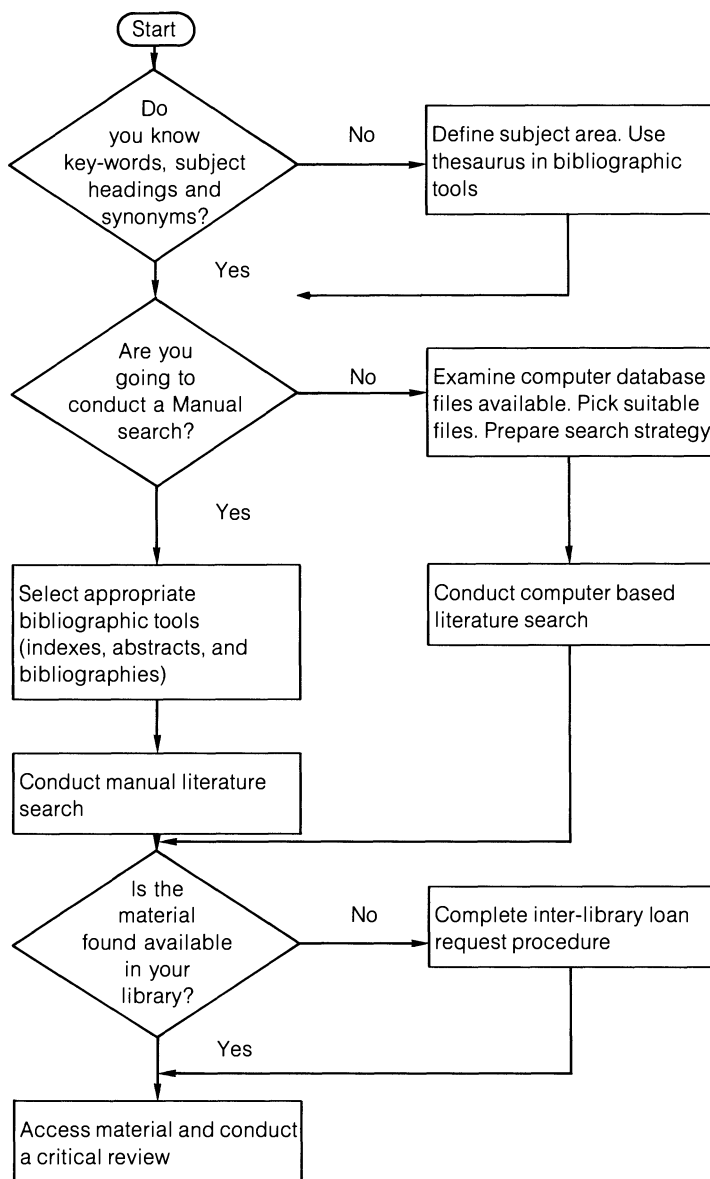 Start
Do
you know
key-words, subject
headings and
synonyms?
No
Define subject area. Use
thesaurus in bibliographic
tools
Yes
Are you
going to
conduct a Manual
search?
No
Examine computer database
files available. Pick suitable
files. Prepare search strategy
Yes
Select appropriate
bibliographic tools
(indexes, abstracts, and
bibliographies)
Conduct computer based
literature search
Conduct manual literature
search
Is the
material
found available
in your
library?
No
Complete inter-library loan
request procedure
Yes
Access material and conduct
a critical review